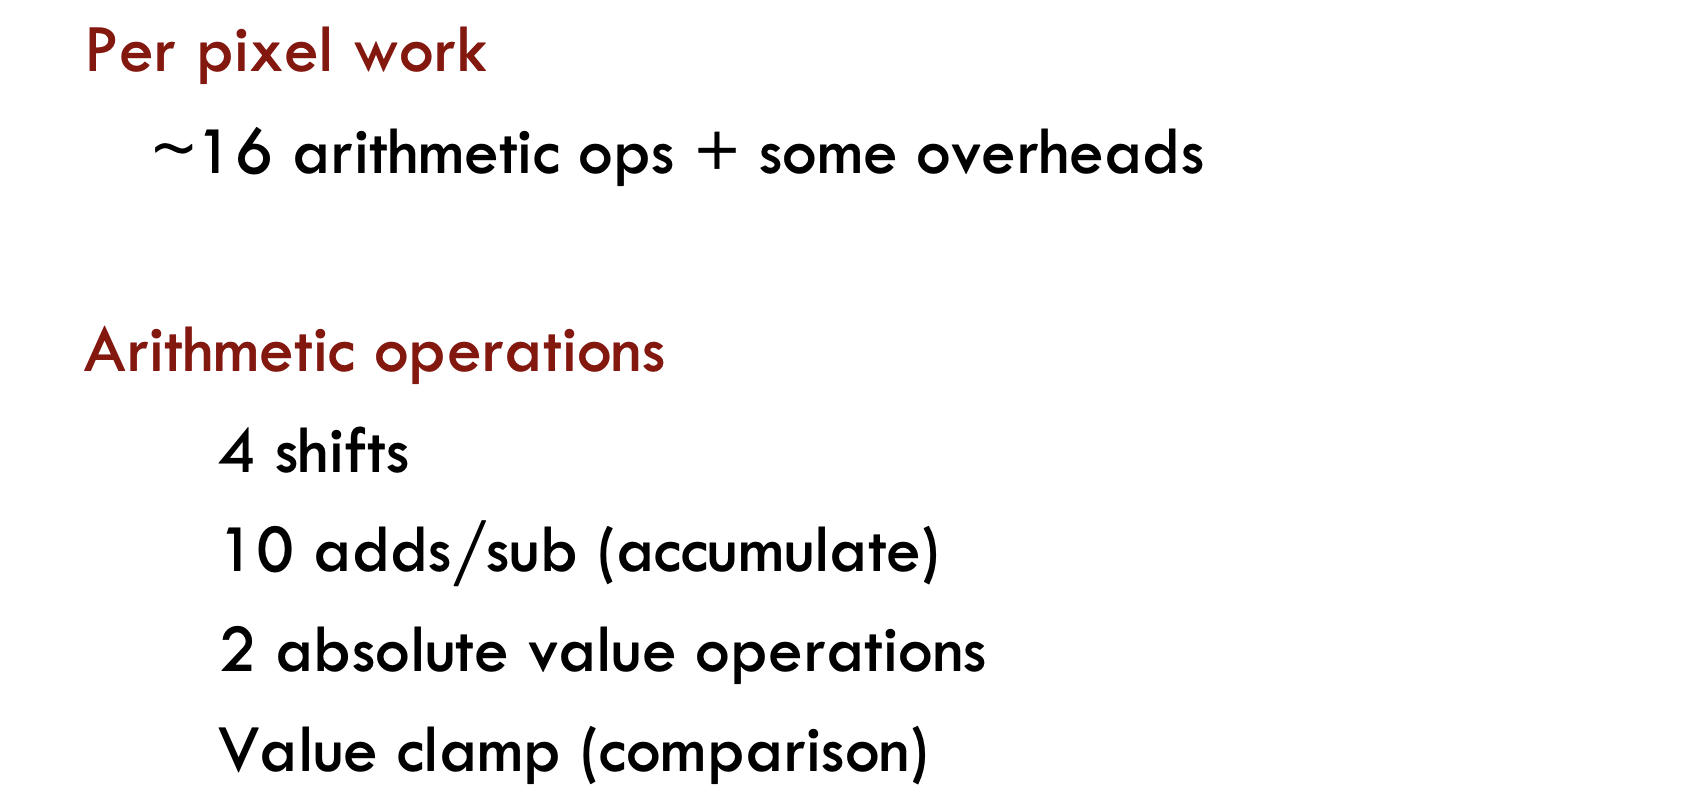 Per pixel work
~16 arithmetic ops + some overheads
Arithmetic operations
4 shifts
10 adds/sub (accumulate)
2 absolute value operations
Value clamp (comparison)